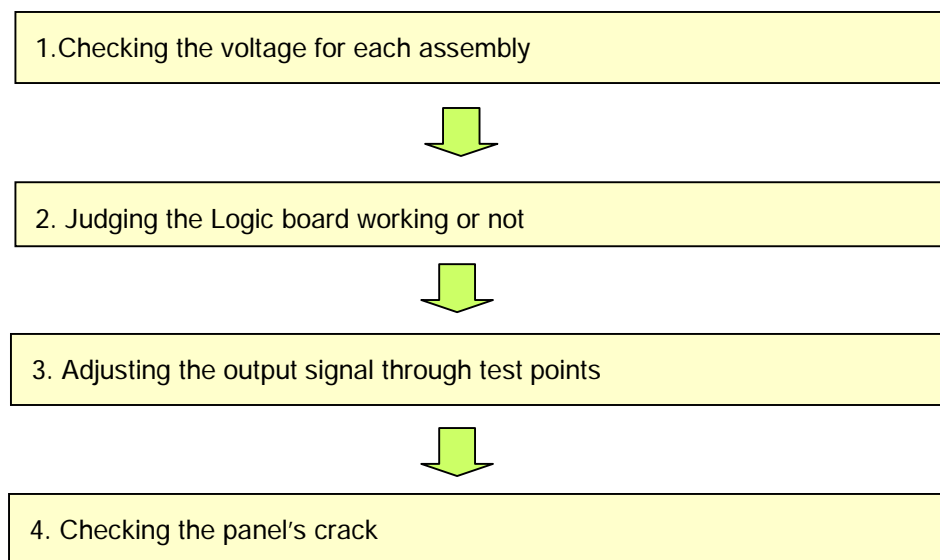 1.Checking the voltage for each assembly
2. Judging the Logic board working or not
3. Adjusting the output signal through test points
4. Checking the panel's crack